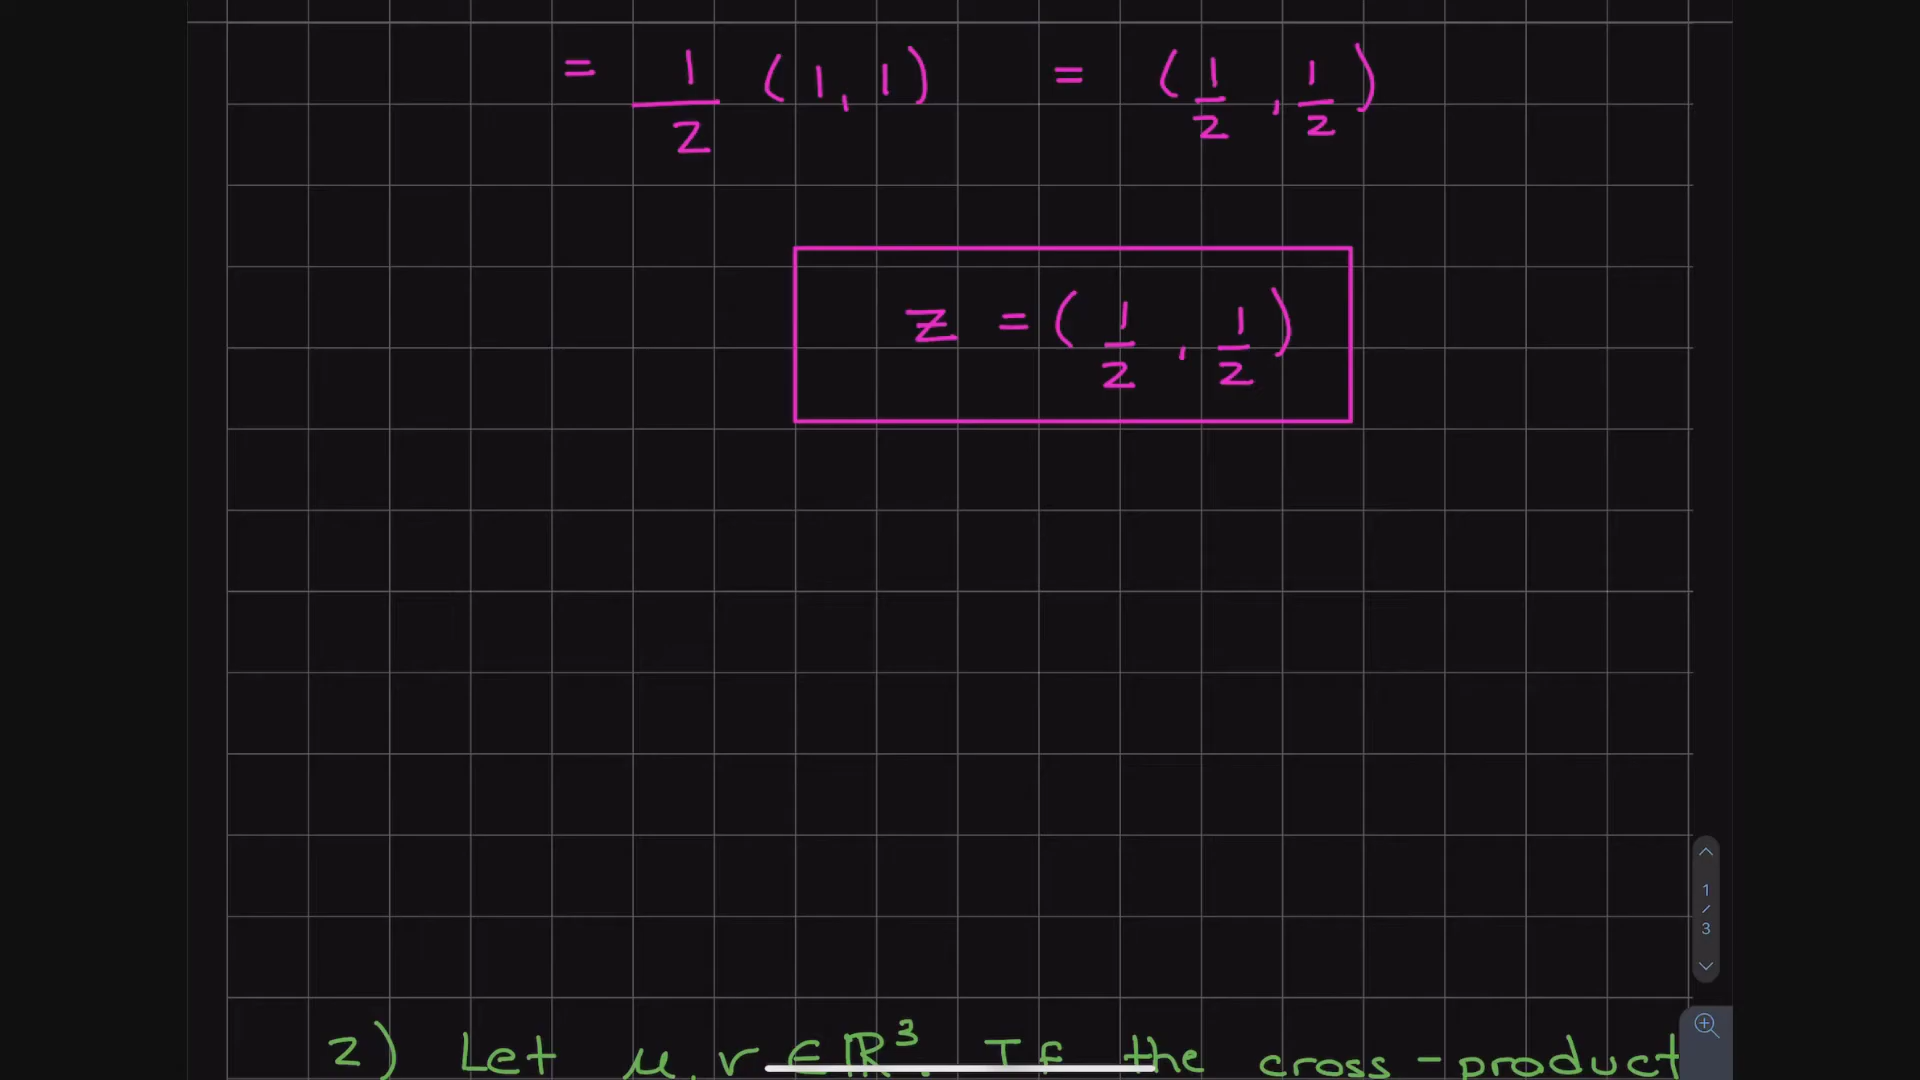 = 1/2 (1, 1) = (1/2, 1/2)
z = (1/2, 1/2)
1
/
3
2) Let μ, v ∈ ℝ³. If the cross-product